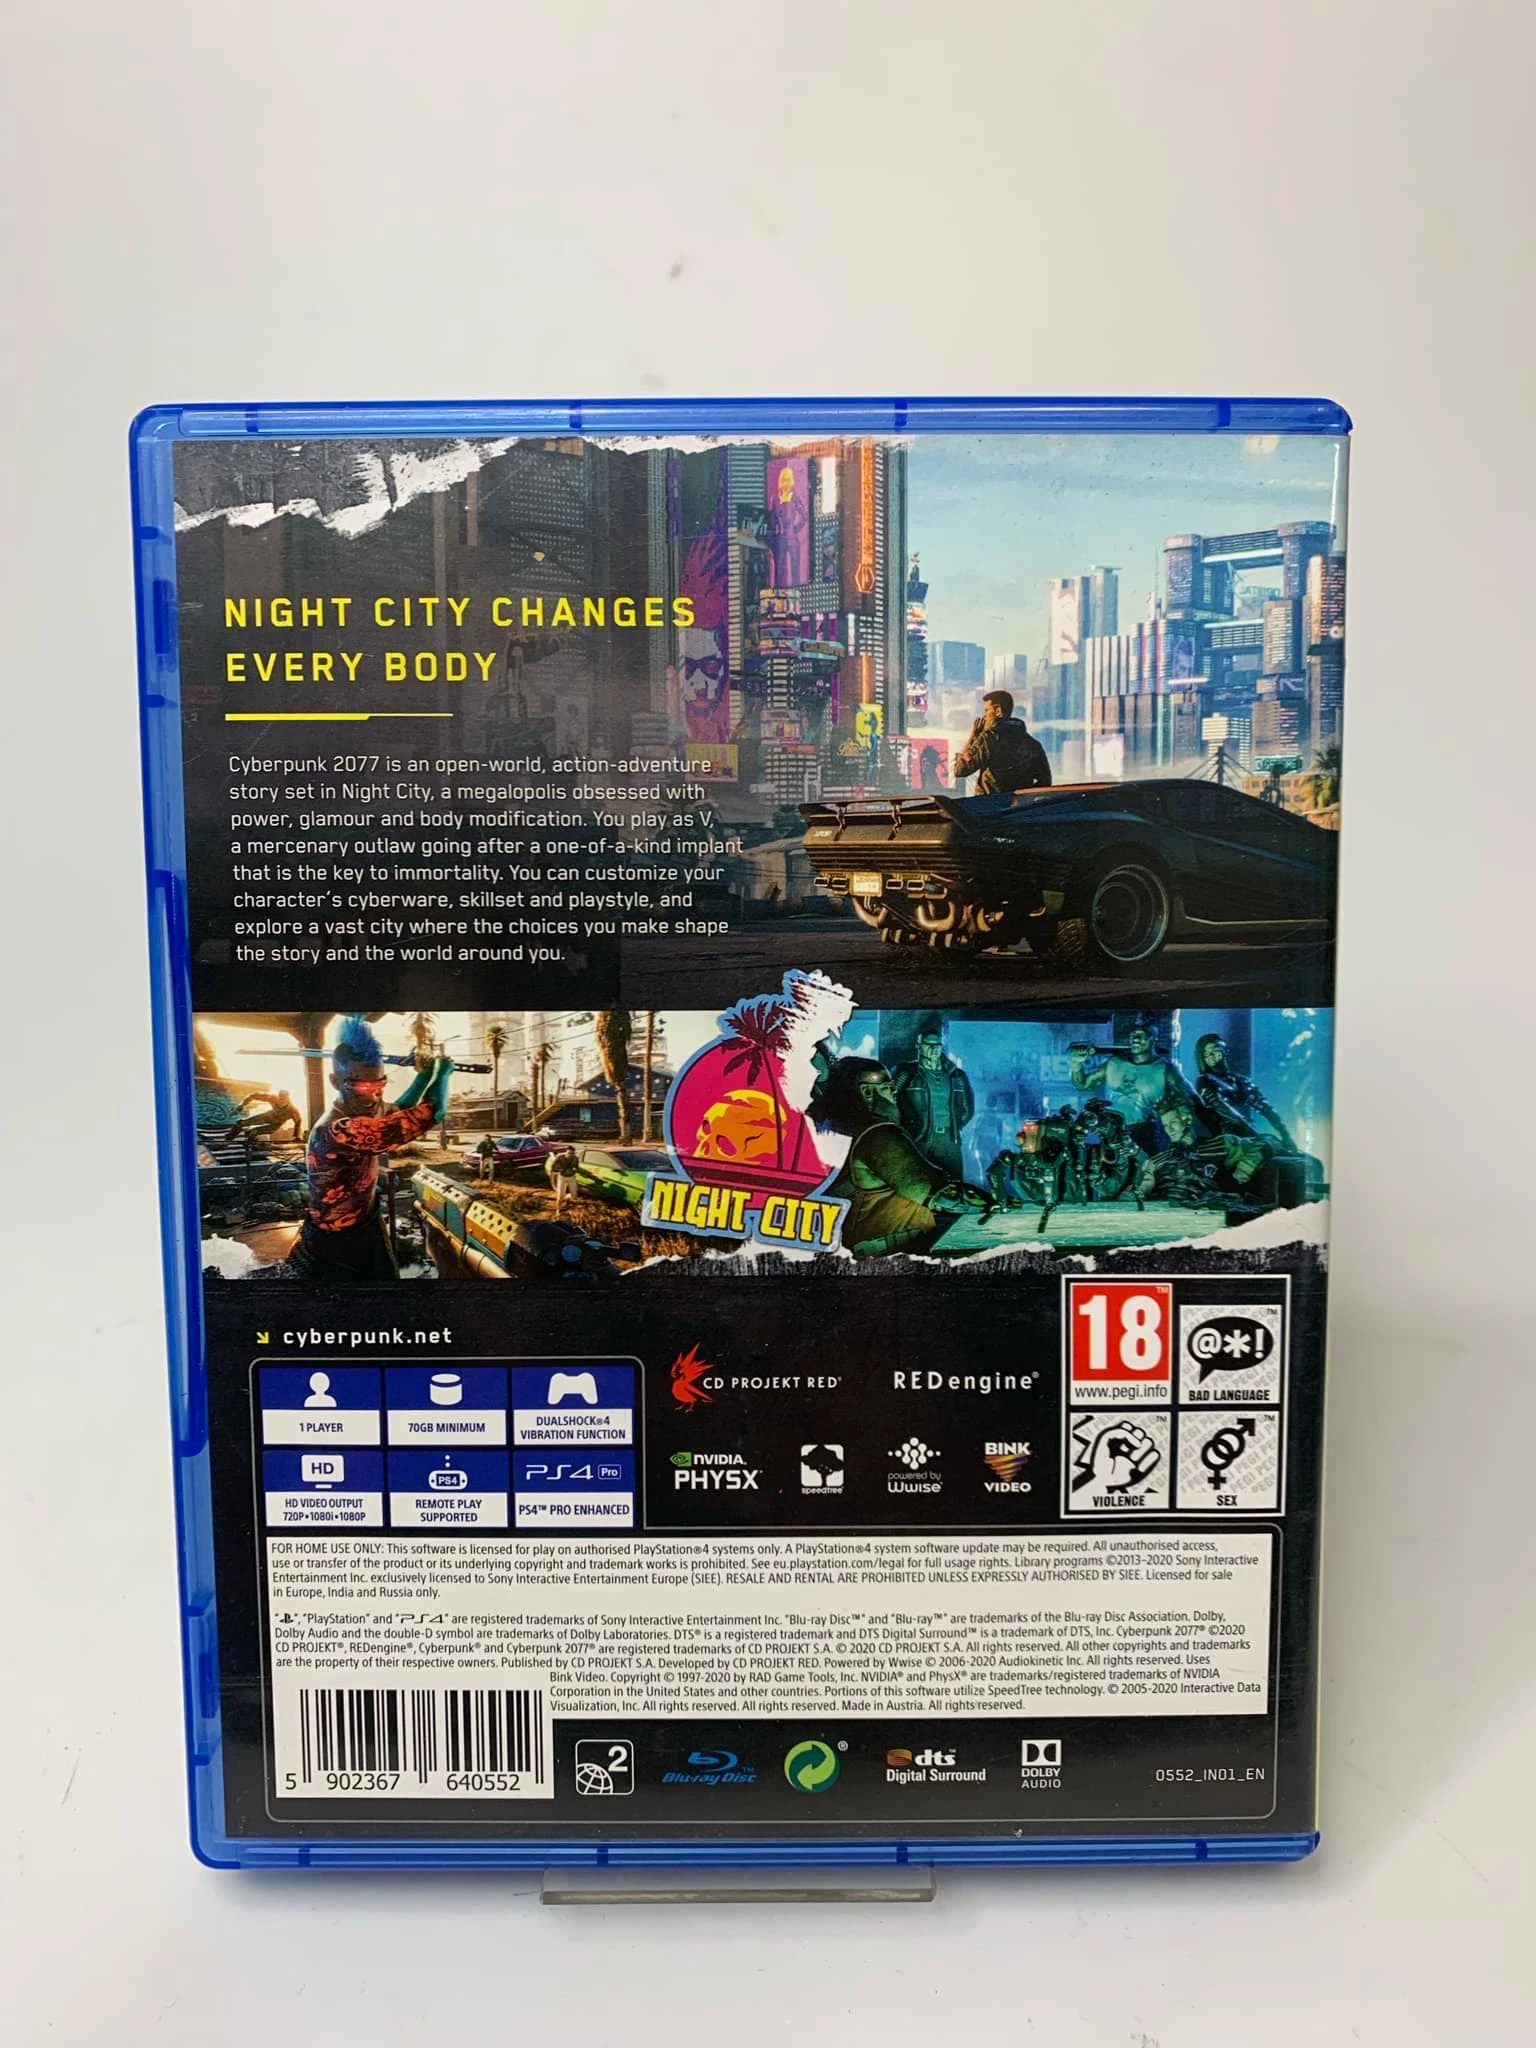 NIGHT CITY CHANGES
EVERY BODY
Cyberpunk 2077 is an open-world, action-adventure
story set in Night City, a megalopolis obsessed with
power, glamour and body modification. You play as V,
a mercenary outlaw going after a one-of-a-kind implant
that is the key to immortality. You can customize your
character's cyberware, skillset and playstyle, and
explore a vast city where the choices you make shape
the story and the world around you.
NIGHT CITY
cyberpunk.net
1 PLAYER
70GB MINIMUM
DUALSHOCK®4
VIBRATION FUNCTION
HD
HD VIDEO OUTPUT
720P•1080i•1080P
PS4
REMOTE PLAY
SUPPORTED
PS4 Pro
PS4™ PRO ENHANCED
CD PROJEKT RED®
REDengine®
NVIDIA.
PHYSX®
speedtree®
powered by
Wwise®
BINK
VIDEO
18™
www.pegi.info
@*!™
BAD LANGUAGE
VIOLENCE
SEX
FOR HOME USE ONLY: This software is licensed for play on authorised PlayStation®4 systems only. A PlayStation®4 system software update may be required. All unauthorised access,
use or transfer of the product or its underlying copyright and trademark works is prohibited. See eu.playstation.com/legal for full usage rights. Library programs ©2013-2020 Sony Interactive
Entertainment Inc. exclusively licensed to Sony Interactive Entertainment Europe (SIEE). RESALE AND RENTAL ARE PROHIBITED UNLESS EXPRESSLY AUTHORISED BY SIEE. Licensed for sale
in Europe, India and Russia only.
" ", "PlayStation" and "PS4" are registered trademarks of Sony Interactive Entertainment Inc. "Blu-ray Disc™" and "Blu-ray™" are trademarks of the Blu-ray Disc Association. Dolby,
Dolby Audio and the double-D symbol are trademarks of Dolby Laboratories. DTS® is a registered trademark and DTS Digital Surround™ is a trademark of DTS, Inc. Cyberpunk 2077® ©2020
CD PROJEKT®, REDengine®, Cyberpunk® and Cyberpunk 2077® are registered trademarks of CD PROJEKT S.A. © 2020 CD PROJEKT S.A. All rights reserved. All other copyrights and trademarks
are the property of their respective owners. Published by CD PROJEKT S.A. Developed by CD PROJEKT RED. Powered by Wwise © 2006-2020 Audiokinetic Inc. All rights reserved. Uses
Bink Video. Copyright © 1997-2020 by RAD Game Tools, Inc. NVIDIA® and PhysX® are trademarks/registered trademarks of NVIDIA
Corporation in the United States and other countries. Portions of this software utilize SpeedTree technology. © 2005-2020 Interactive Data
Visualization, Inc. All rights reserved. All rights reserved. Made in Austria. All rights reserved.
5 902367 640552
2
Blu-ray Disc™
®
dts™
Digital Surround
DOLBY
AUDIO
0552_IN01_EN